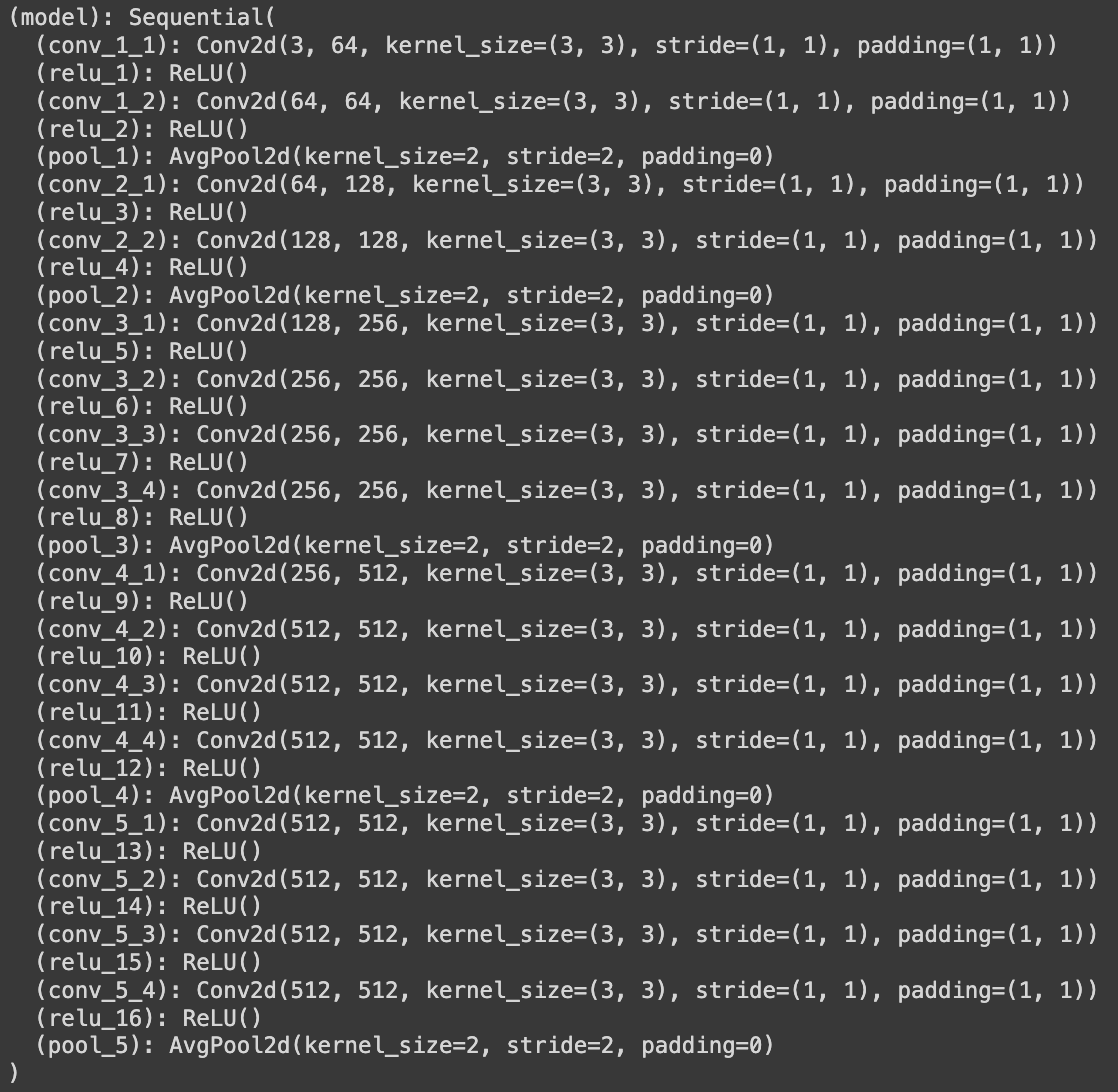 (model): Sequential(
(conv_1_1): Conv2d(3, 64, kernel_size=(3, 3), stride=(1, 1), padding=(1, 1))
(relu_1): ReLU()
(conv_1_2): Conv2d(64, 64, kernel_size=(3, 3), stride=(1, 1), padding=(1, 1))
(relu_2): ReLU()
(pool_1): AvgPool2d(kernel_size=2, stride=2, padding=0)
(conv_2_1): Conv2d(64, 128, kernel_size=(3, 3), stride=(1, 1), padding=(1, 1))
(relu_3): ReLU()
(conv_2_2): Conv2d(128, 128, kernel_size=(3, 3), stride=(1, 1), padding=(1, 1))
(relu_4): ReLU()
(pool_2): AvgPool2d(kernel_size=2, stride=2, padding=0)
(conv_3_1): Conv2d(128, 256, kernel_size=(3, 3), stride=(1, 1), padding=(1, 1))
(relu_5): ReLU()
(conv_3_2): Conv2d(256, 256, kernel_size=(3, 3), stride=(1, 1), padding=(1, 1))
(relu_6): ReLU()
(conv_3_3): Conv2d(256, 256, kernel_size=(3, 3), stride=(1, 1), padding=(1, 1))
(relu_7): ReLU()
(conv_3_4): Conv2d(256, 256, kernel_size=(3, 3), stride=(1, 1), padding=(1, 1))
(relu_8): ReLU()
(pool_3): AvgPool2d(kernel_size=2, stride=2, padding=0)
(conv_4_1): Conv2d(256, 512, kernel_size=(3, 3), stride=(1, 1), padding=(1, 1))
(relu_9): ReLU()
(conv_4_2): Conv2d(512, 512, kernel_size=(3, 3), stride=(1, 1), padding=(1, 1))
(relu_10): ReLU()
(conv_4_3): Conv2d(512, 512, kernel_size=(3, 3), stride=(1, 1), padding=(1, 1))
(relu_11): ReLU()
(conv_4_4): Conv2d(512, 512, kernel_size=(3, 3), stride=(1, 1), padding=(1, 1))
(relu_12): ReLU()
(pool_4): AvgPool2d(kernel_size=2, stride=2, padding=0)
(conv_5_1): Conv2d(512, 512, kernel_size=(3, 3), stride=(1, 1), padding=(1, 1))
(relu_13): ReLU()
(conv_5_2): Conv2d(512, 512, kernel_size=(3, 3), stride=(1, 1), padding=(1, 1))
(relu_14): ReLU()
(conv_5_3): Conv2d(512, 512, kernel_size=(3, 3), stride=(1, 1), padding=(1, 1))
(relu_15): ReLU()
(conv_5_4): Conv2d(512, 512, kernel_size=(3, 3), stride=(1, 1), padding=(1, 1))
(relu_16): ReLU()
(pool_5): AvgPool2d(kernel_size=2, stride=2, padding=0)
)